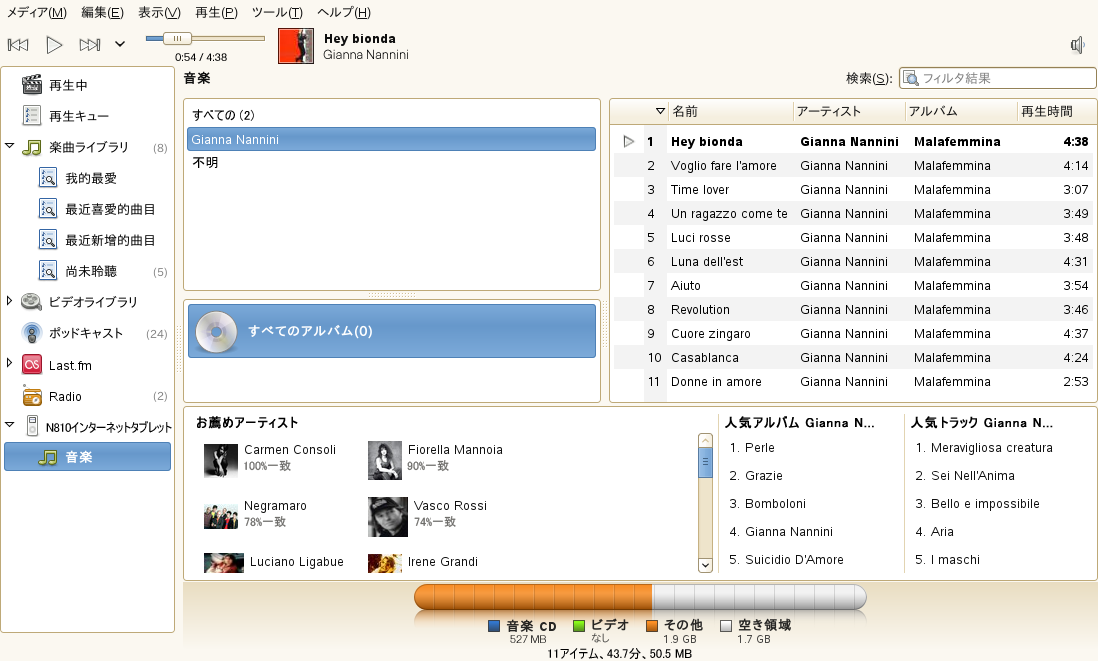 メディア(M) 編集(E) 表示(V) 再生(P) ツール(T) ヘルプ(H)
Hey bionda
Gianna Nannini
0:54 / 4:38
再生中
再生キュー
楽曲ライブラリ (8)
我的最愛
最近喜愛的曲目
最近新增的曲目
尚未聆聽 (5)
ビデオライブラリ
ポッドキャスト (24)
Last.fm
Radio (2)
N810インターネットタブレット
音楽
音楽
検索(S): フィルタ結果
すべての (2)
Gianna Nannini
不明
すべてのアルバム(0)
名前 アーティスト アルバム 再生時間
1 Hey bionda Gianna Nannini Malafemmina 4:38
2 Voglio fare l'amore Gianna Nannini Malafemmina 4:14
3 Time lover Gianna Nannini Malafemmina 3:07
4 Un ragazzo come te Gianna Nannini Malafemmina 3:49
5 Luci rosse Gianna Nannini Malafemmina 3:48
6 Luna dell'est Gianna Nannini Malafemmina 4:31
7 Aiuto Gianna Nannini Malafemmina 3:54
8 Revolution Gianna Nannini Malafemmina 3:46
9 Cuore zingaro Gianna Nannini Malafemmina 4:37
10 Casablanca Gianna Nannini Malafemmina 4:24
11 Donne in amore Gianna Nannini Malafemmina 2:53
お薦めアーティスト
Carmen Consoli
100%一致
Fiorella Mannoia
90%一致
Negramaro
78%一致
Vasco Rossi
74%一致
Luciano Ligabue
Irene Grandi
人気アルバム Gianna N...
1. Perle
2. Grazie
3. Bomboloni
4. Gianna Nannini
5. Suicidio D'Amore
人気トラック Gianna N...
1. Meravigliosa creatura
2. Sei Nell'Anima
3. Bello e impossibile
4. Aria
5. I maschi
音楽 CD ビデオ その他 空き領域
527 MB なし 1.9 GB 1.7 GB
11アイテム、43.7分、50.5 MB